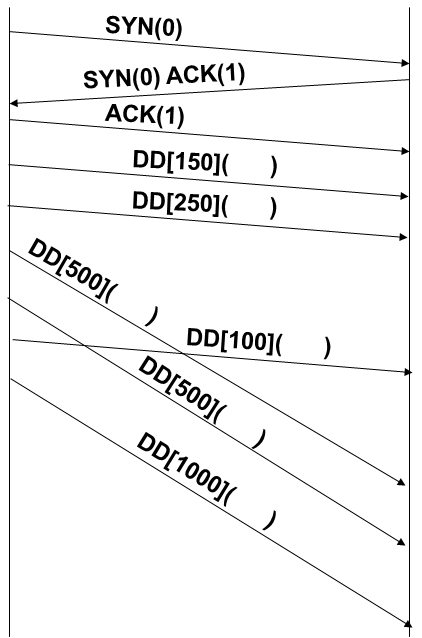 SYN(0)
SYN(0) ACK(1)
ACK(1)
DD[150]( )
DD[250]( )
DD[500]( )
DD[100]( )
DD[500]( )
DD[1000]( )